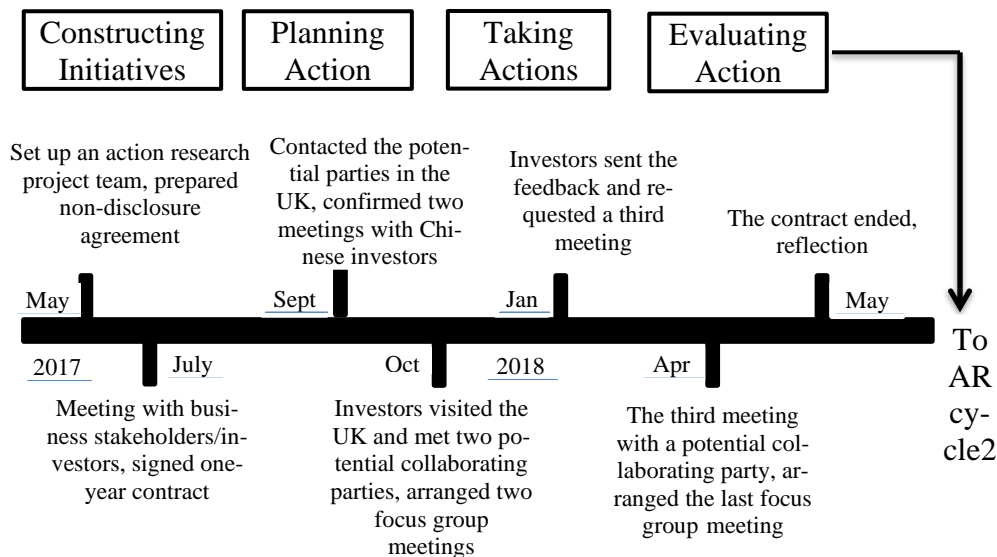 Constructing
Initiatives
Planning
Action
Taking
Actions
Evaluating
Action
Set up an action research
project team, prepared
non-disclosure
agreement
Contacted the poten-
tial parties in the
UK, confirmed two
meetings with Chi-
nese investors
Investors sent the
feedback and re-
quested a third
meeting
The contract ended,
reflection
May
Sept
Jan
May
2017
July
Oct
2018
Apr
To
AR
cy-
cle2
Meeting with busi-
ness stakeholders/in-
vestors, signed one-
year contract
Investors visited the
UK and met two po-
tential collaborating
parties, arranged two
focus group
meetings
The third meeting
with a potential col-
laborating party, ar-
ranged the last focus
group meeting